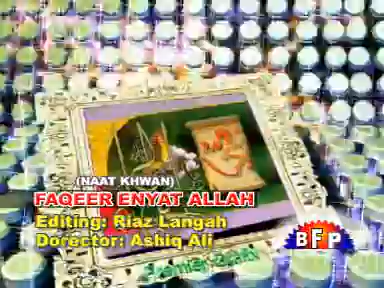 (NAAT KHWAN)
FAQEER ENYAT ALLAH
Editing: Riaz Langah
Dorector: Ashiq Ali
BFP